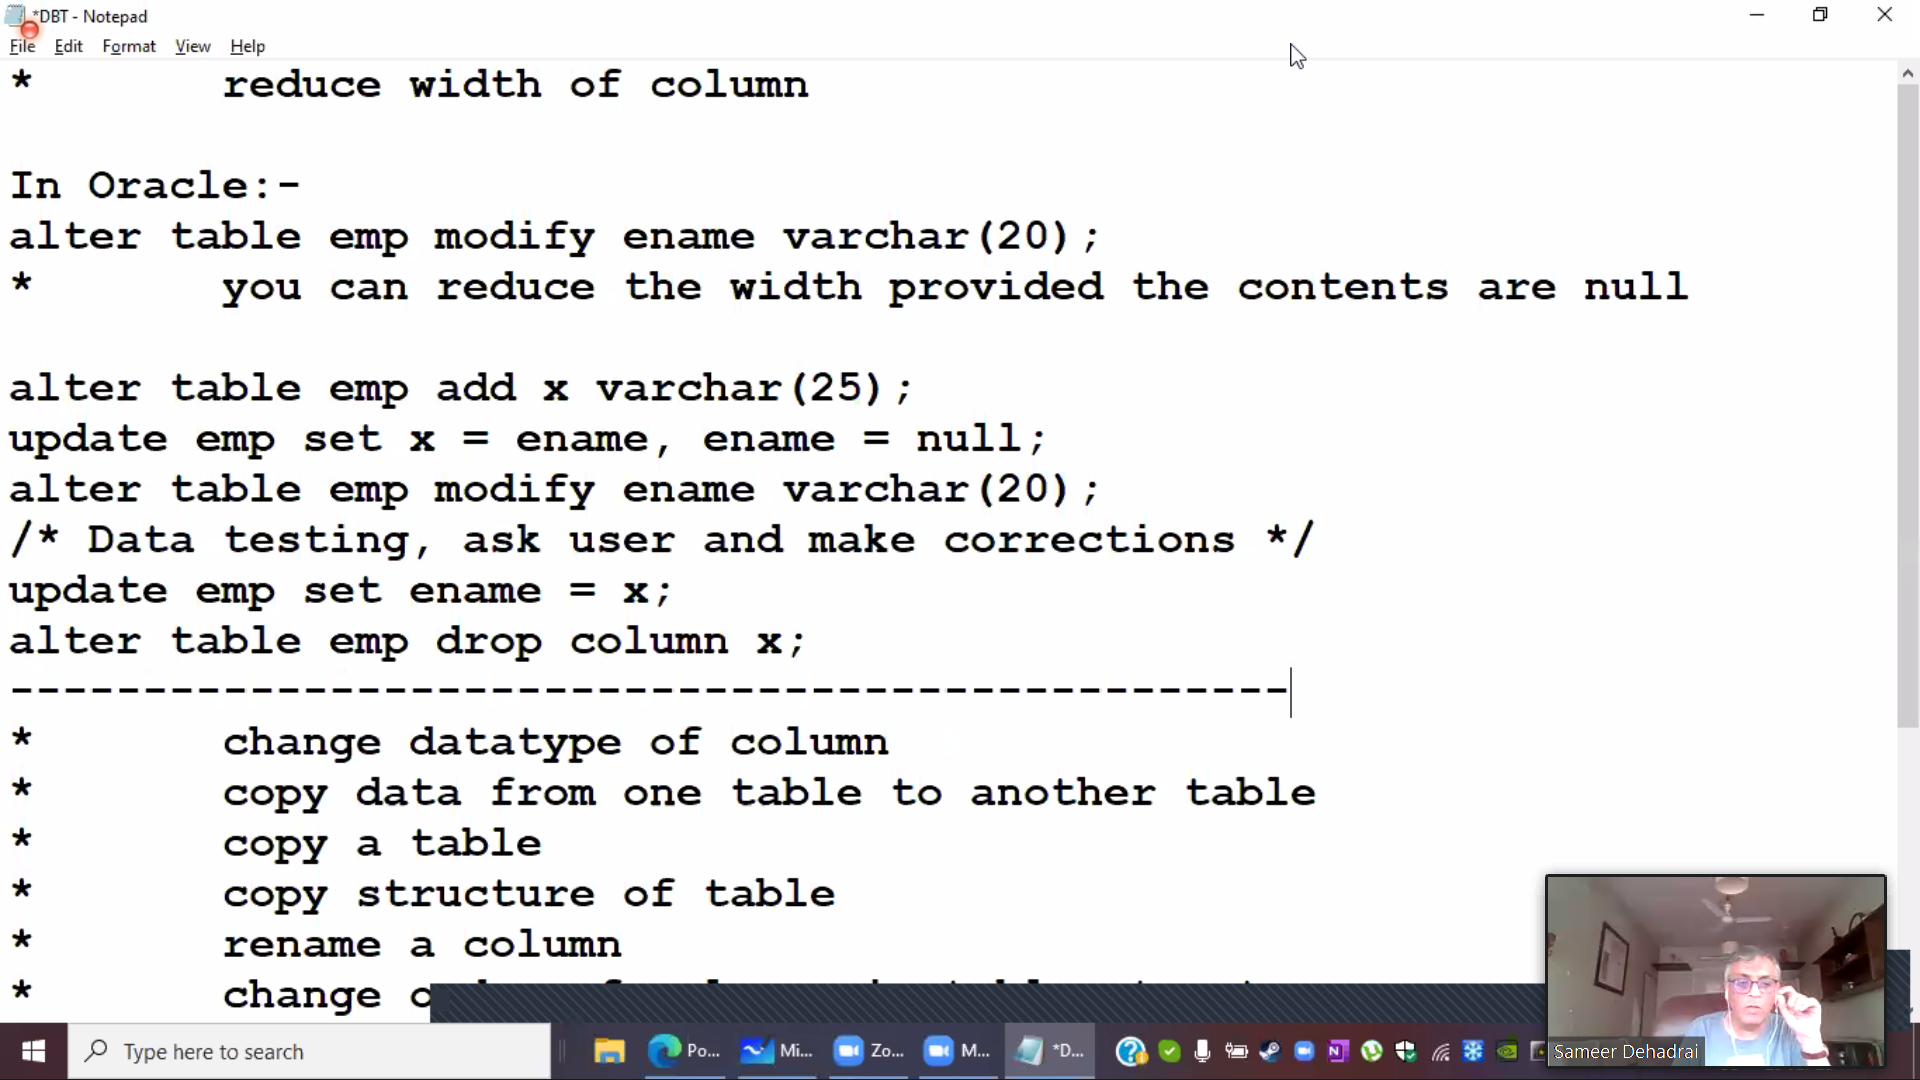 *DBT - Notepad
File Edit Format View Help
* reduce width of column
In Oracle:-
alter table emp modify ename varchar(20);
* you can reduce the width provided the contents are null
alter table emp add x varchar(25);
update emp set x = ename, ename = null;
alter table emp modify ename varchar(20);
/* Data testing, ask user and make corrections */
update emp set ename = x;
alter table emp drop column x;
------------------------------------------------
* change datatype of column
* copy data from one table to another table
* copy a table
* copy structure of table
* rename a column
* change
Sameer Dehadrai
Type here to search
Po...
Mi...
Zo...
M...
*D...